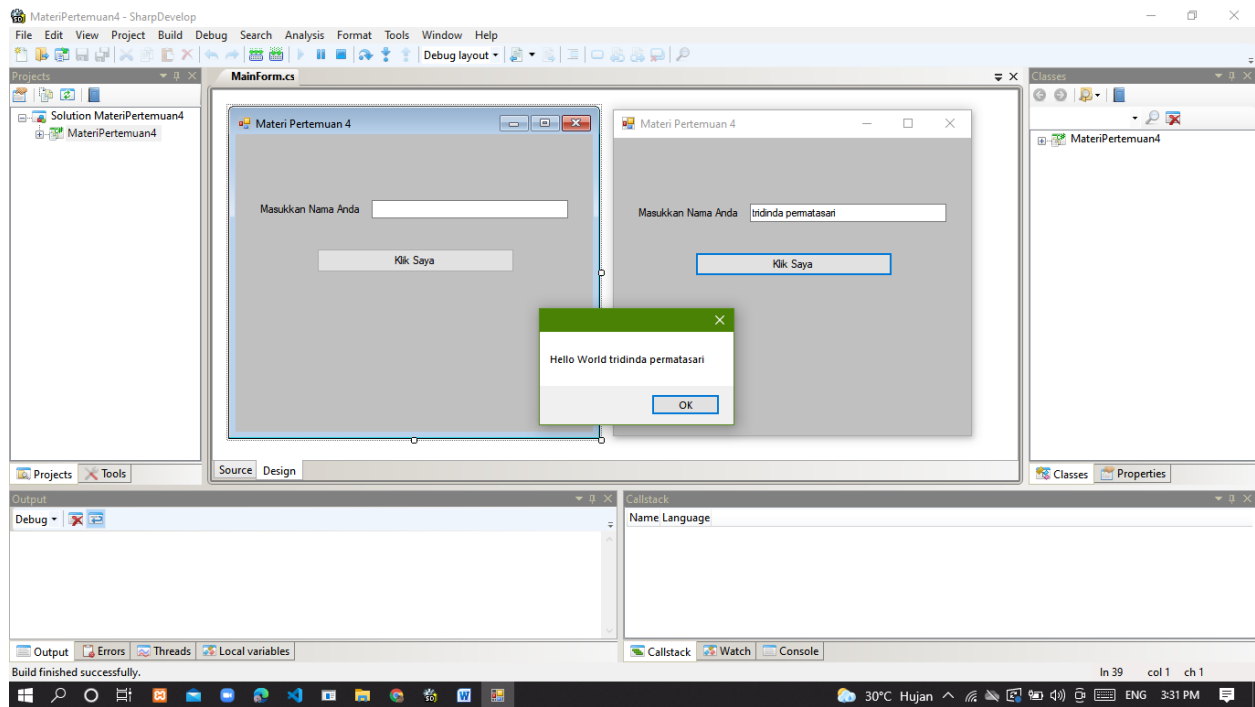 MateriPertemuan4 - SharpDevelop
File Edit View Project Build Debug Search Analysis Format Tools Window Help
Debug layout
Projects
MainForm.cs
Classes
Solution MateriPertemuan4
MateriPertemuan4
MateriPertemuan4
Materi Pertemuan 4
Masukkan Nama Anda
Klik Saya
Materi Pertemuan 4
Masukkan Nama Anda tridinda permatasari
Klik Saya
Hello World tridinda permatasari
OK
Projects Tools
Source Design
Classes Properties
Output
Debug
Callstack
Name Language
Output Errors Threads Local variables
Callstack Watch Console
Build finished successfully.
ln 39 col 1 ch 1
30°C Hujan ENG 3:31 PM